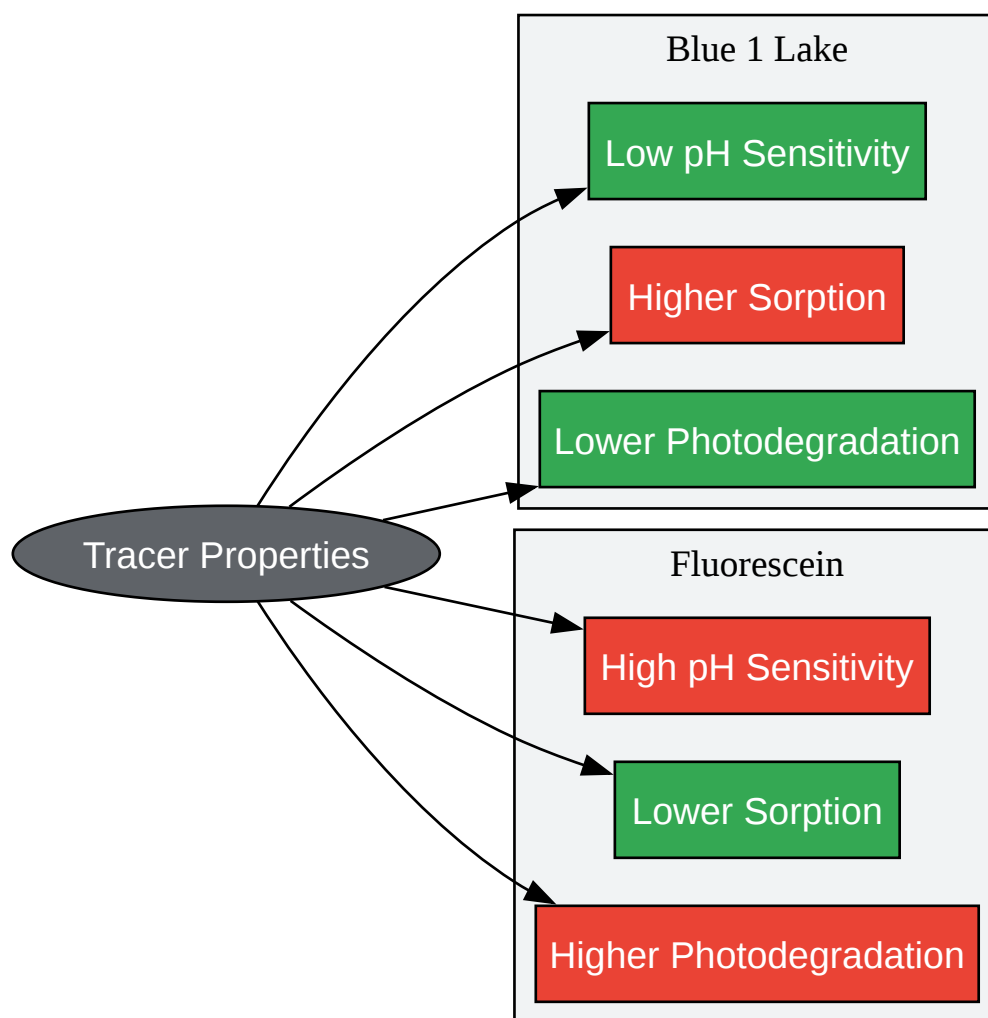 Blue 1 Lake
Low pH Sensitivity
Higher Sorption
Lower Photodegradation
Tracer Properties
Fluorescein
High pH Sensitivity
Lower Sorption
Higher Photodegradation